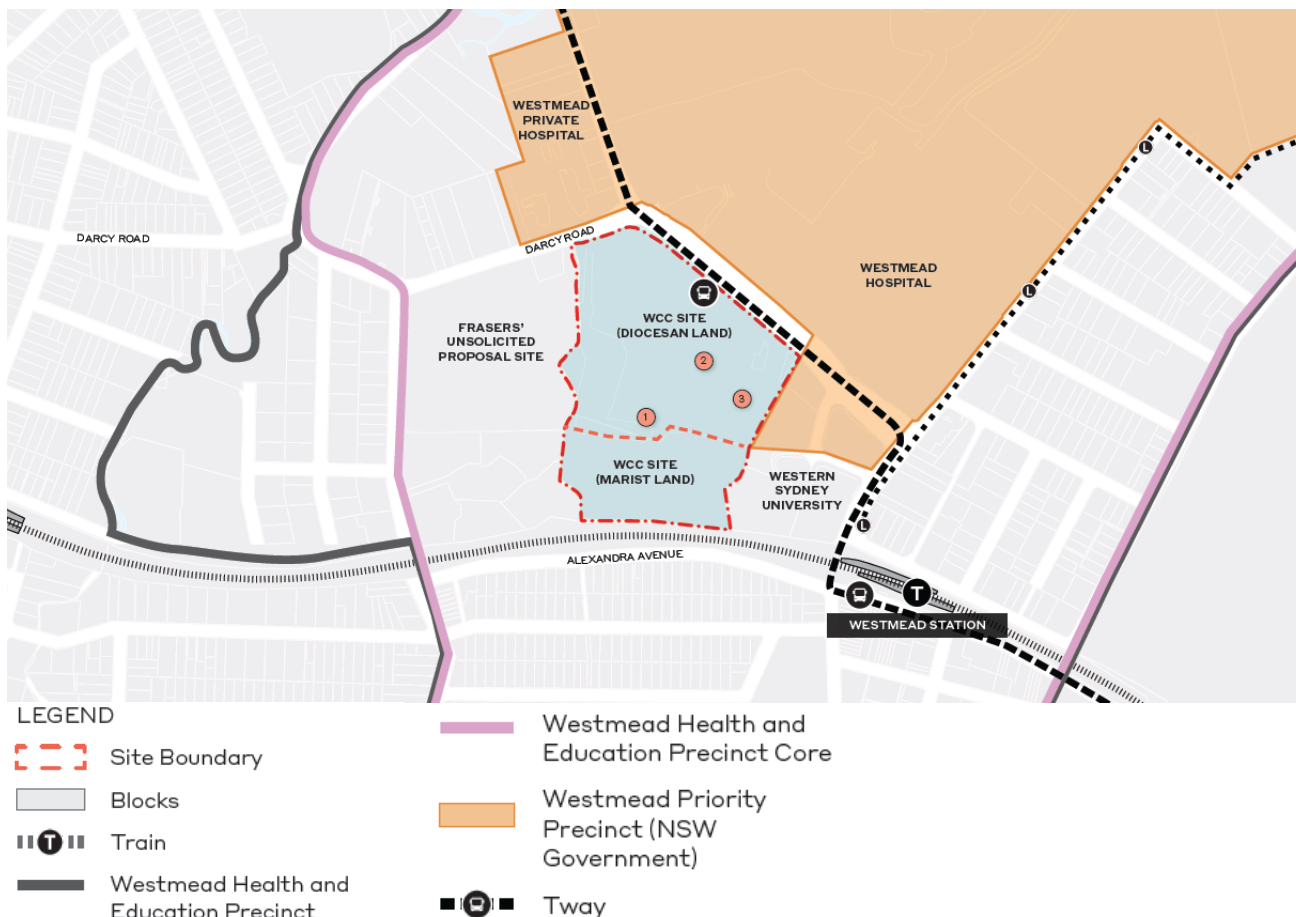 WESTMEAD
PRIVATE
HOSPITAL
DARCY ROAD
DARCY ROAD
WESTMEAD
HOSPITAL
L
L
WCC SITE
(DIOCESAN LAND)
FRASERS'
UNSOLICITED
PROPOSAL SITE
2
3
1
WCC SITE
(MARIST LAND)
WESTERN
SYDNEY
UNIVERSITY
L
ALEXANDRA AVENUE
T
WESTMEAD STATION
LEGEND
Site Boundary
Blocks
T
Train
Westmead Health and
Education Precinct
Westmead Health and
Education Precinct Core
Westmead Priority
Precinct (NSW
Government)
Tway